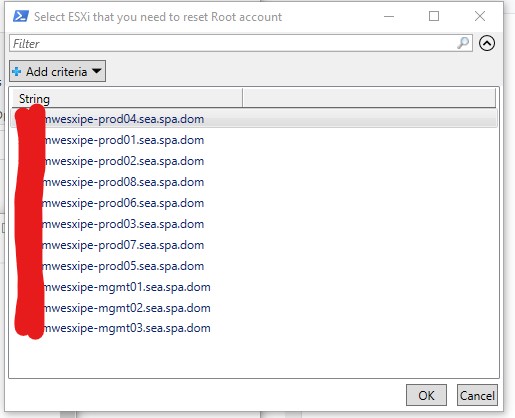 Select ESXi that you need to reset Root account
Filter
Add criteria
String
mwesxipe-prod04.sea.spa.dom
mwesxipe-prod01.sea.spa.dom
mwesxipe-prod02.sea.spa.dom
mwesxipe-prod08.sea.spa.dom
mwesxipe-prod06.sea.spa.dom
mwesxipe-prod03.sea.spa.dom
mwesxipe-prod07.sea.spa.dom
mwesxipe-prod05.sea.spa.dom
mwesxipe-mgmt01.sea.spa.dom
mwesxipe-mgmt02.sea.spa.dom
mwesxipe-mgmt03.sea.spa.dom
OK Cancel